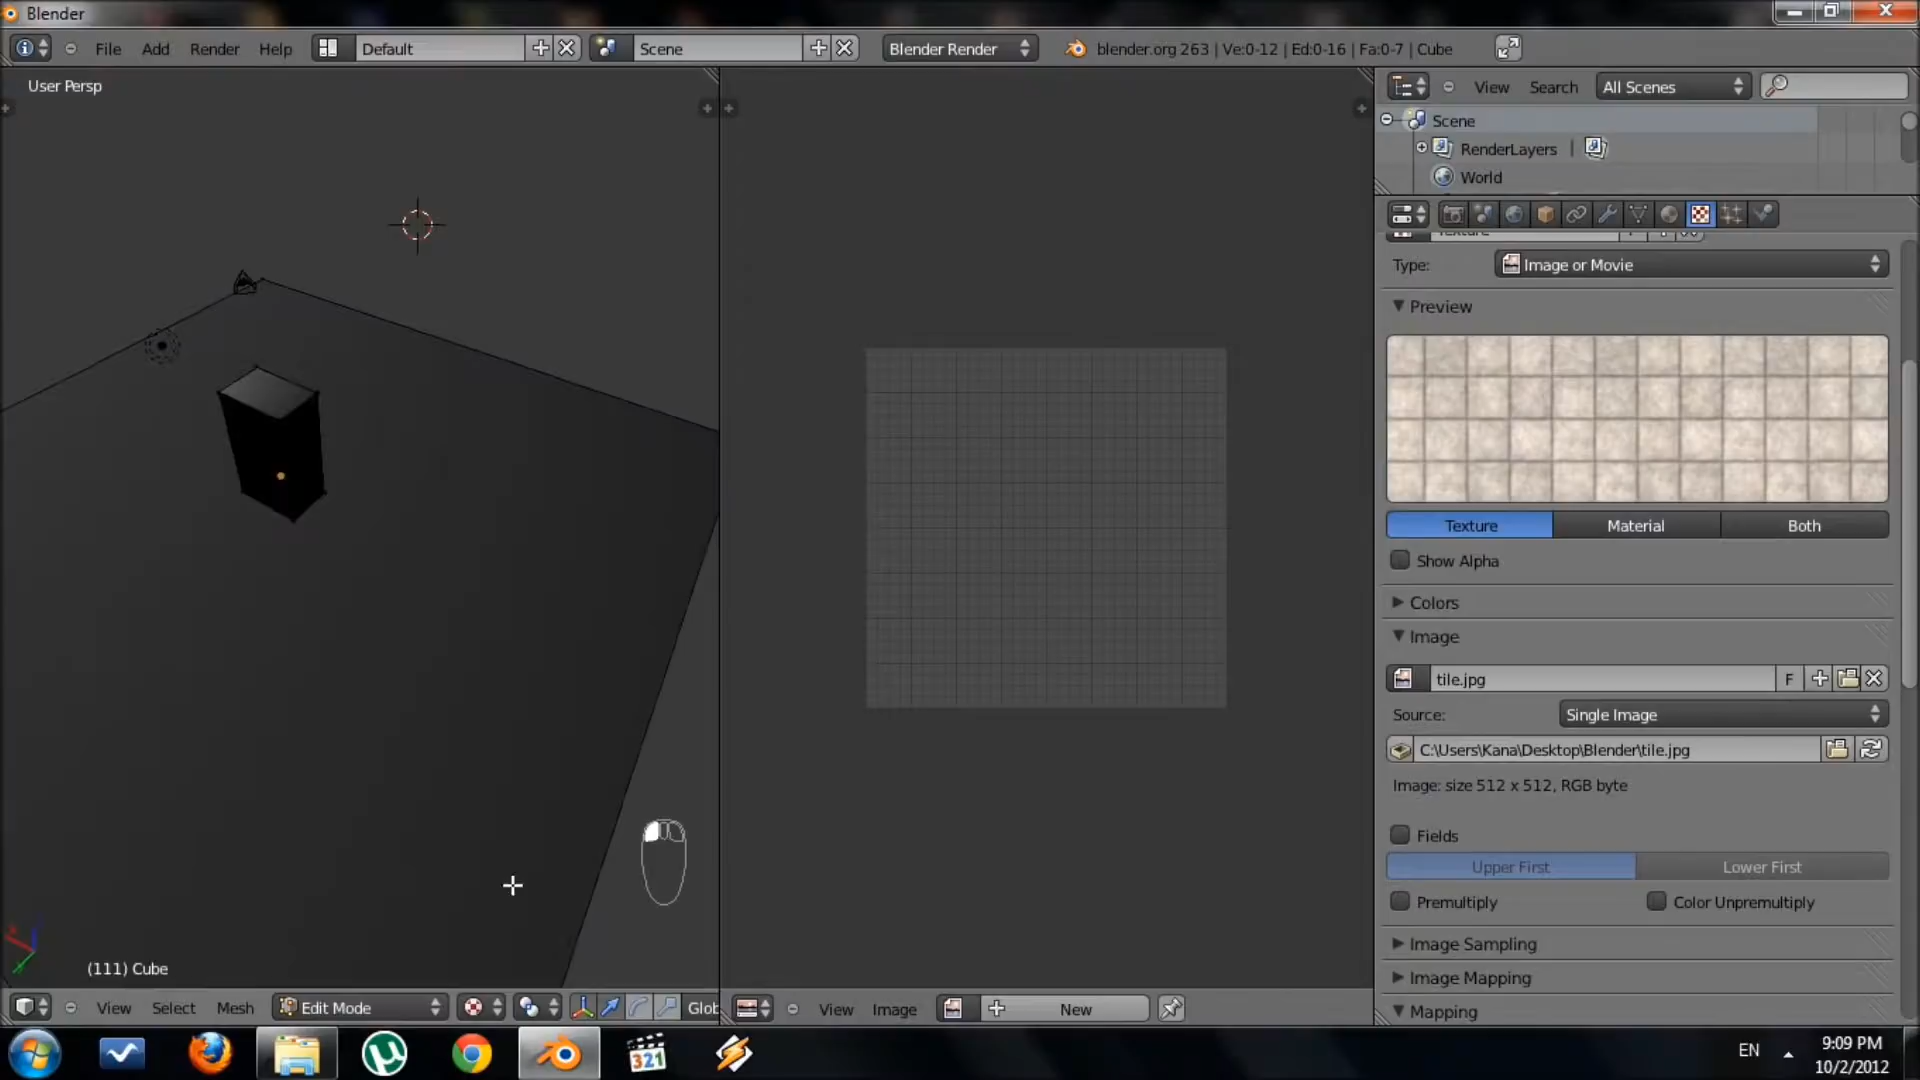 Blender
File Add Render Help Default Scene Blender Render blender.org 263 | Ve:0-12 | Ed:0-16 | Fa:0-7 | Cube
User Persp
View Search All Scenes
Scene
RenderLayers |
World
Texture
Type: Image or Movie
Preview
Texture Material Both
Show Alpha
Colors
Image
tile.jpg F
Source: Single Image
C:\Users\Kana\Desktop\Blender\tile.jpg
Image: size 512 x 512, RGB byte
Fields
Upper First Lower First
Premultiply Color Unpremultiply
Image Sampling
(111) Cube
Image Mapping
View Select Mesh Edit Mode Glob View Image New
Mapping
321
EN
9:09 PM
10/2/2012